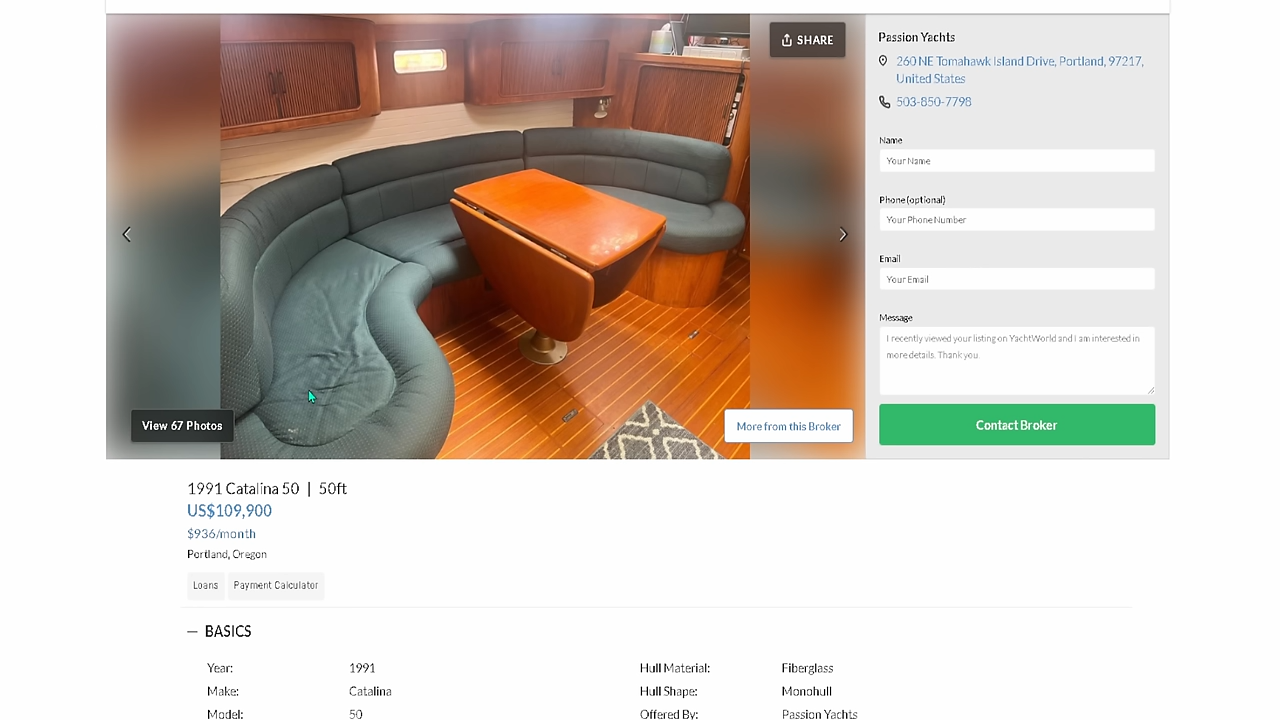 SHARE
View 67 Photos
More from this Broker
Passion Yachts
260 NE Tomahawk Island Drive, Portland, 97217,
United States
503-850-7798
Name
Your Name
Phone (optional)
Your Phone Number
Email
Your Email
Message
I recently viewed your listing on YachtWorld and I am interested in
more details. Thank you.
Contact Broker
1991 Catalina 50 | 50ft
US$109,900
$936/month
Portland, Oregon
Loans Payment Calculator
— BASICS
Year: 1991 Hull Material: Fiberglass
Make: Catalina Hull Shape: Monohull
Model: 50 Offered By: Passion Yachts